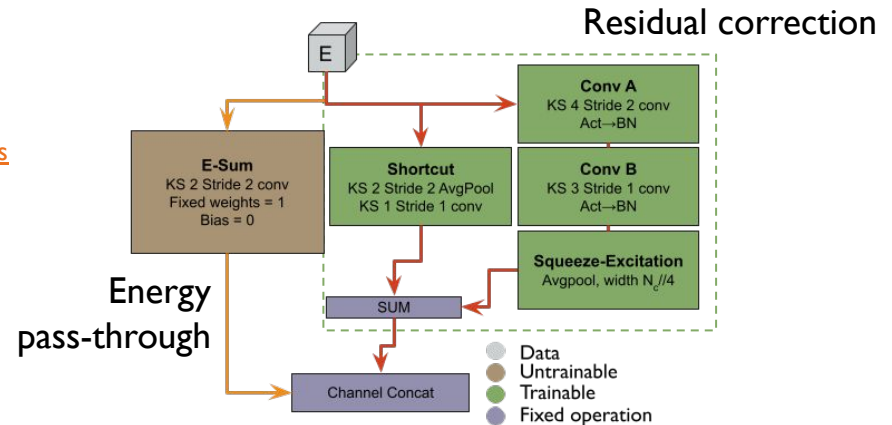 Residual correction
E
Conv A
KS 4 Stride 2 conv
Act→BN
s
E-Sum
KS 2 Stride 2 conv
Fixed weights = 1
Bias = 0
Shortcut
KS 2 Stride 2 AvgPool
KS 1 Stride 1 conv
Conv B
KS 3 Stride 1 conv
Act→BN
Squeeze-Excitation
Avgpool, width N_c//4
Energy
pass-through
SUM
Channel Concat
Data
Untrainable
Trainable
Fixed operation